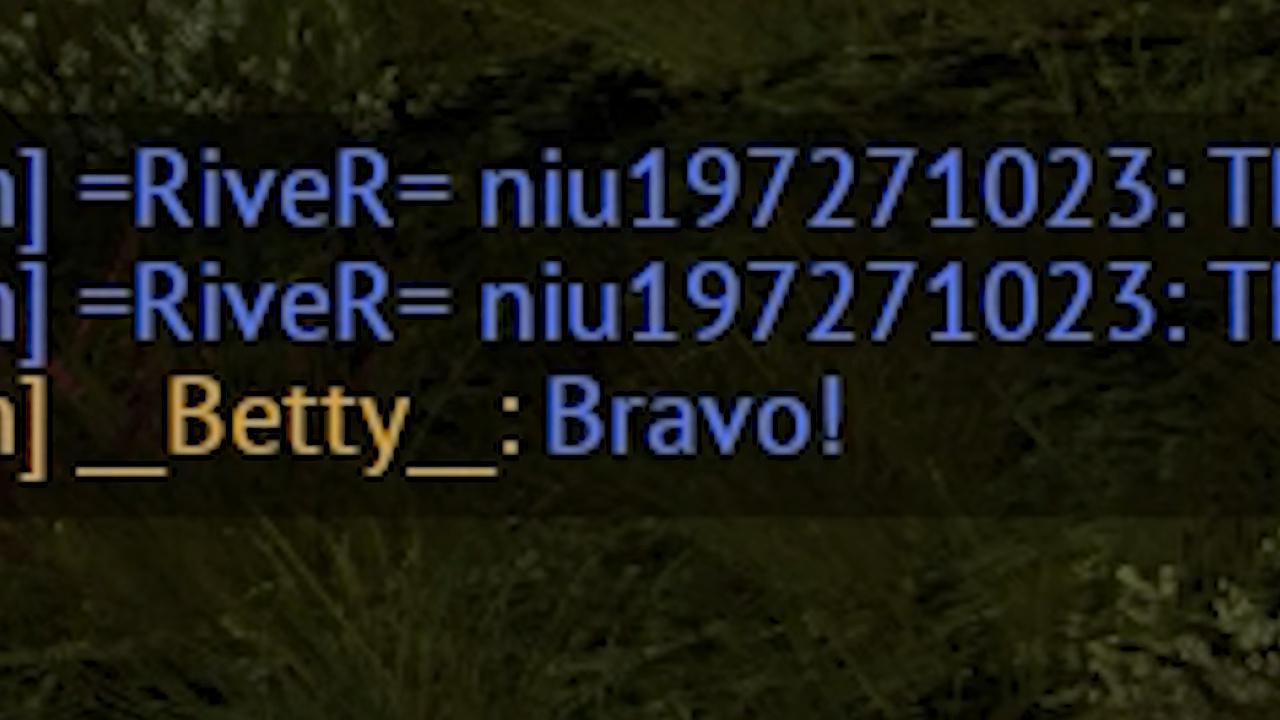 ] =RiveR= niu197271023:
] =RiveR= niu197271023:
] __Betty__: Bravo!